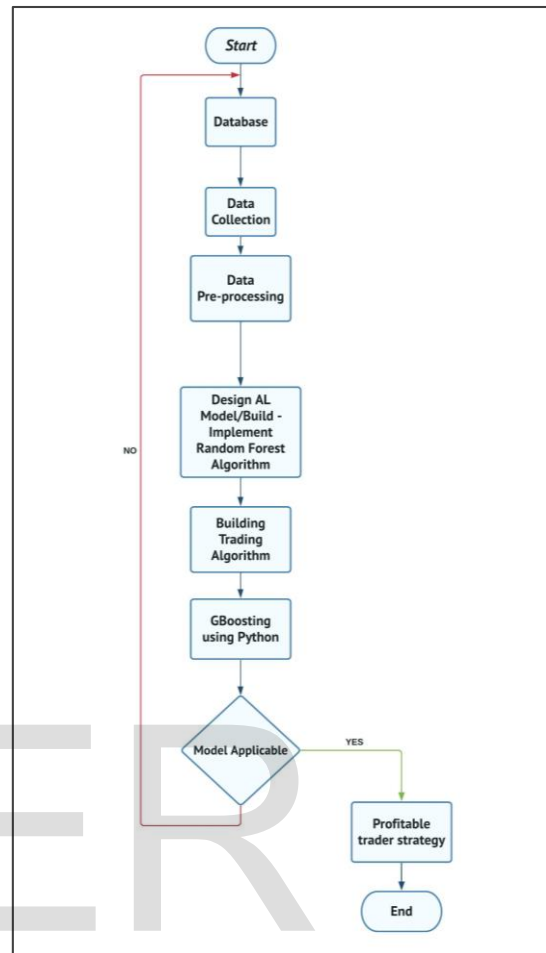 Start
Database
Data
Collection
Data
Pre-processing
Design AL
Model/Build -
Implement
Random Forest
Algorithm
NO
Building
Trading
Algorithm
GBoosting
using Python
Model Applicable
YES
Profitable
trader strategy
End
ER